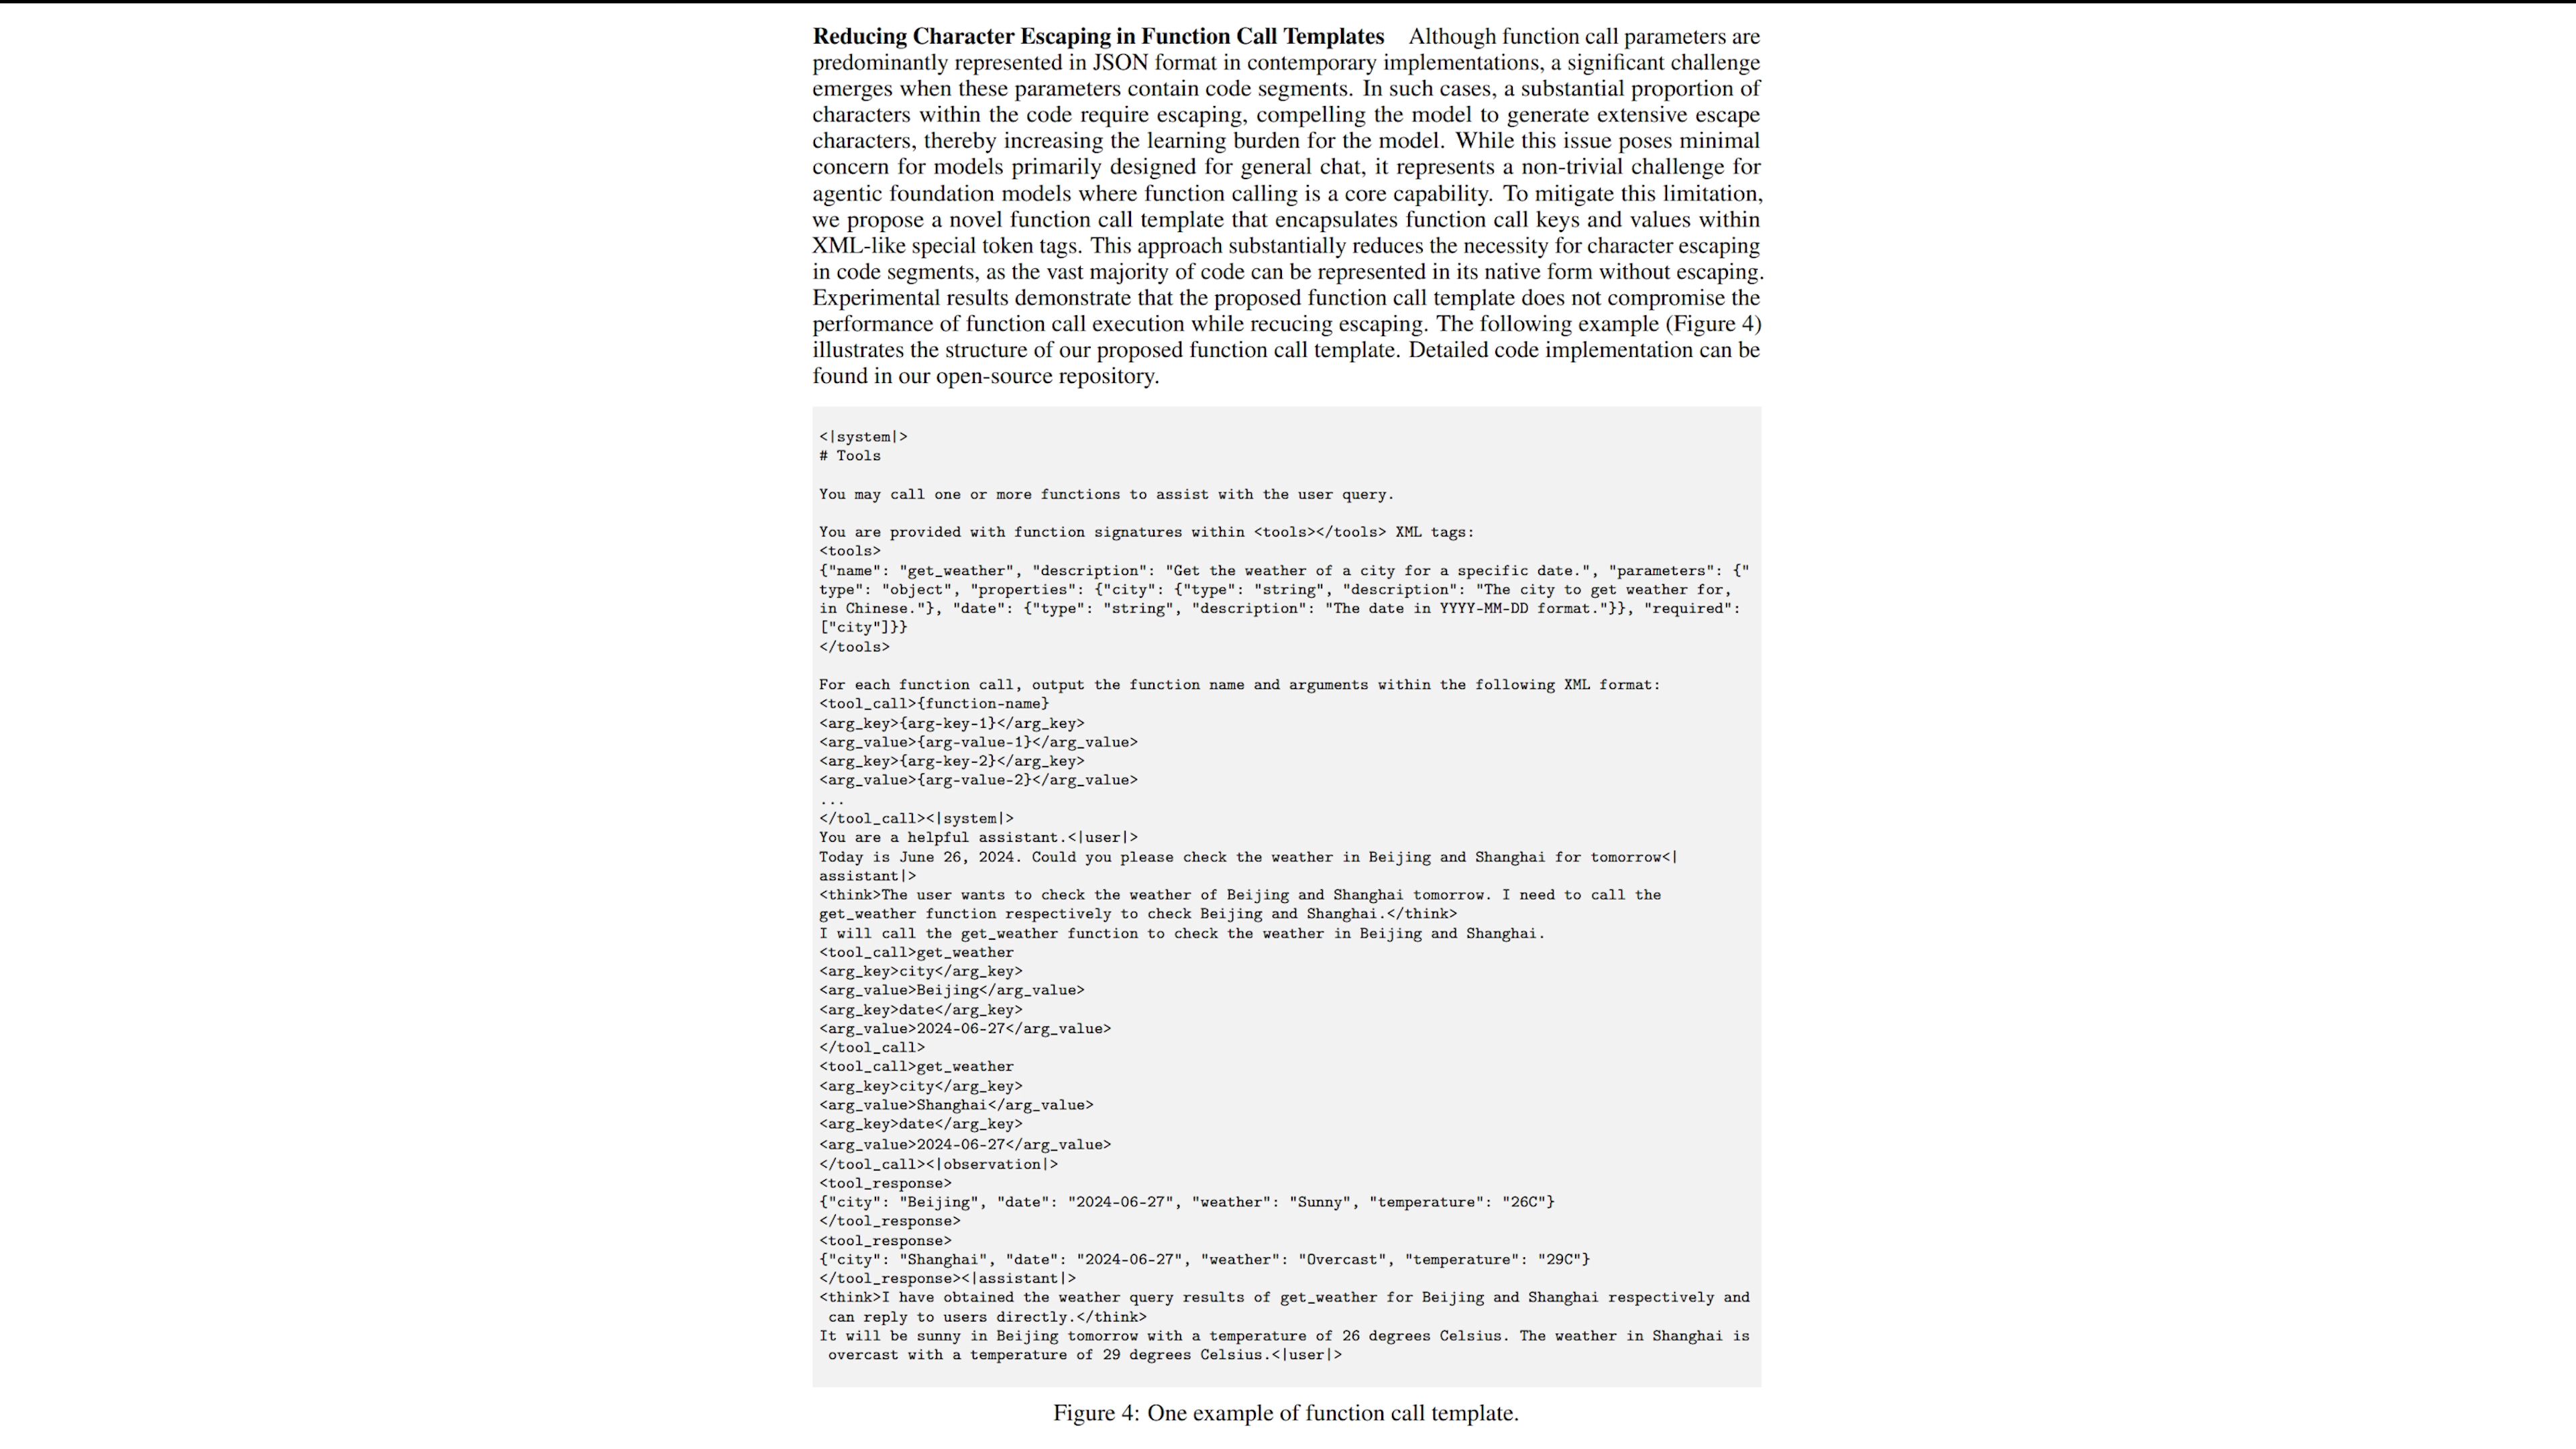 Reducing Character Escaping in Function Call Templates Although function call parameters are
predominantly represented in JSON format in contemporary implementations, a significant challenge
emerges when these parameters contain code segments. In such cases, a substantial proportion of
characters within the code require escaping, compelling the model to generate extensive escape
characters, thereby increasing the learning burden for the model. While this issue poses minimal
concern for models primarily designed for general chat, it represents a non-trivial challenge for
agentic foundation models where function calling is a core capability. To mitigate this limitation,
we propose a novel function call template that encapsulates function call keys and values within
XML-like special token tags. This approach substantially reduces the necessity for character escaping
in code segments, as the vast majority of code can be represented in its native form without escaping.
Experimental results demonstrate that the proposed function call template does not compromise the
performance of function call execution while recucing escaping. The following example (Figure 4)
illustrates the structure of our proposed function call template. Detailed code implementation can be
found in our open-source repository.
<|system|>
# Tools
You may call one or more functions to assist with the user query.
You are provided with function signatures within <tools></tools> XML tags:
<tools>
{"name": "get_weather", "description": "Get the weather of a city for a specific date.", "parameters": {"
type": "object", "properties": {"city": {"type": "string", "description": "The city to get weather for,
in Chinese."}, "date": {"type": "string", "description": "The date in YYYY-MM-DD format."}}, "required":
["city"]}}
</tools>
For each function call, output the function name and arguments within the following XML format:
<tool_call>{function-name}
<arg_key>{arg-key-1}</arg_key>
<arg_value>{arg-value-1}</arg_value>
<arg_key>{arg-key-2}</arg_key>
<arg_value>{arg-value-2}</arg_value>
...
</tool_call><|system|>
You are a helpful assistant.<|user|>
Today is June 26, 2024. Could you please check the weather in Beijing and Shanghai for tomorrow<|
assistant|>
<think>The user wants to check the weather of Beijing and Shanghai tomorrow. I need to call the
get_weather function respectively to check Beijing and Shanghai.</think>
I will call the get_weather function to check the weather in Beijing and Shanghai.
<tool_call>get_weather
<arg_key>city</arg_key>
<arg_value>Beijing</arg_value>
<arg_key>date</arg_key>
<arg_value>2024-06-27</arg_value>
</tool_call>
<tool_call>get_weather
<arg_key>city</arg_key>
<arg_value>Shanghai</arg_value>
<arg_key>date</arg_key>
<arg_value>2024-06-27</arg_value>
</tool_call><|observation|>
<tool_response>
{"city": "Beijing", "date": "2024-06-27", "weather": "Sunny", "temperature": "26C"}
</tool_response>
<tool_response>
{"city": "Shanghai", "date": "2024-06-27", "weather": "Overcast", "temperature": "29C"}
</tool_response><|assistant|>
<think>I have obtained the weather query results of get_weather for Beijing and Shanghai respectively and
can reply to users directly.</think>
It will be sunny in Beijing tomorrow with a temperature of 26 degrees Celsius. The weather in Shanghai is
overcast with a temperature of 29 degrees Celsius.<|user|>
Figure 4: One example of function call template.